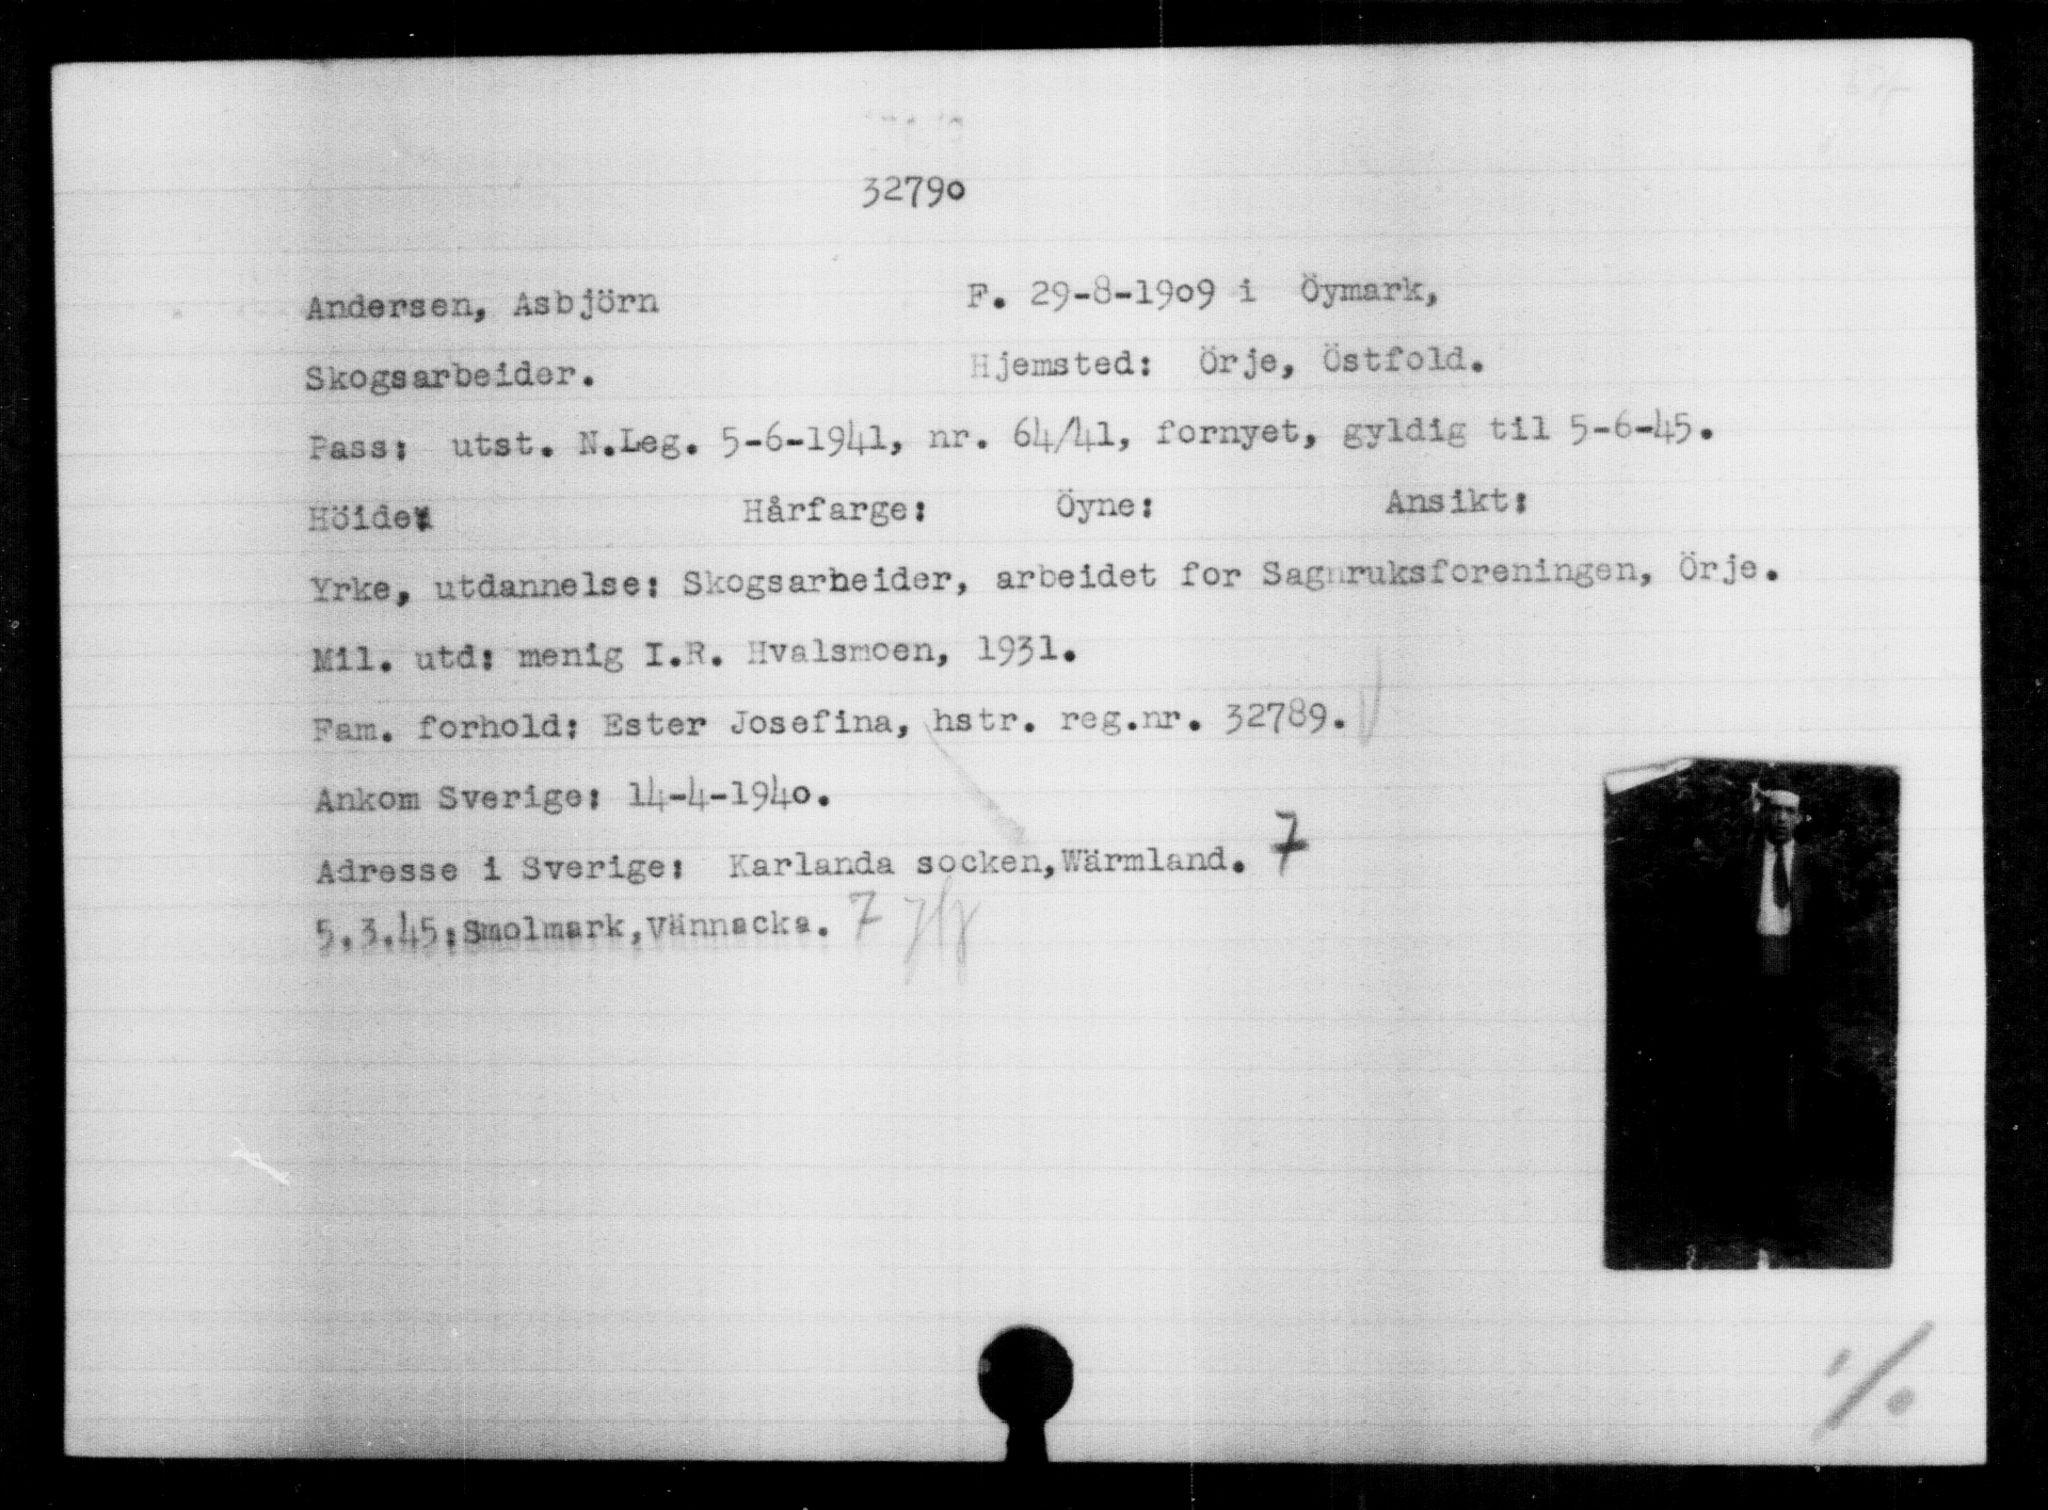 32790
Andersen, Asbjörn F. 29-8-1909 i Öymark,
Skogsarbeider. Hjemsted: Örje, Östfold.
Pass: utst. N.Leg. 5-6-1941, nr. 64/41, fornyet, gyldig til 5-6-45.
Höide: Hårfarge: Öyne: Ansikt:
Yrke, utdannelse: Skogsarbeider, arbeidet for Sagbruksforeningen, Örje.
Mil. utd: menig I.R. Hvalsmoen, 1931.
Fam. forhold: Ester Josefina, hstr. reg.nr. 32789.
Ankom Sverige: 14-4-1940.
Adresse i Sverige: Karlanda socken,Wärmland. 7
5.3.45:Smolmark,Vännacka. 7